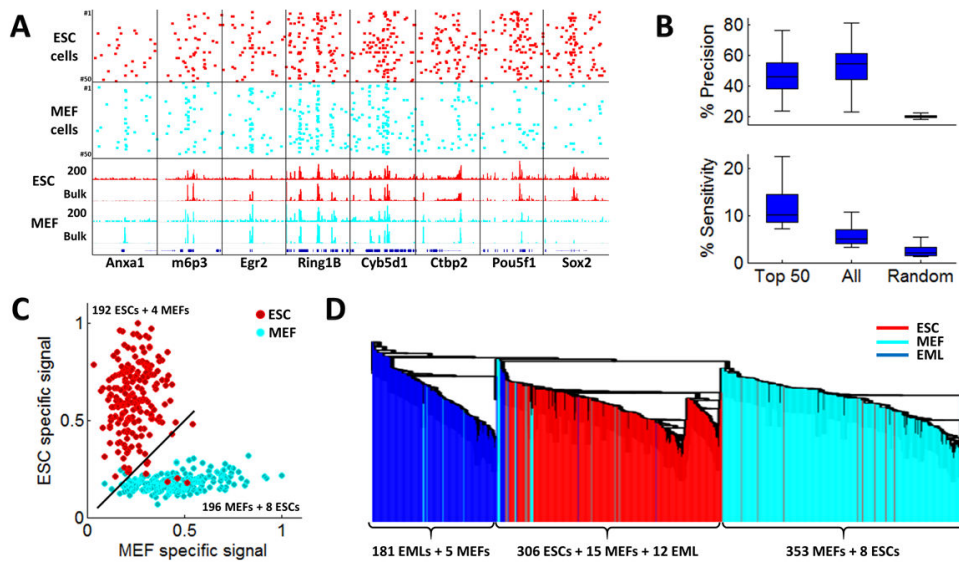 A
ESC
cells
#1
#50
MEF
cells
#1
#50
ESC
200
Bulk
MEF
200
Bulk
Anxa1 m6p3 Egr2 Ring1B Cyb5d1 Ctbp2 Pou5f1 Sox2
B
% Precision
80
60
40
20
% Sensitivity
20
10
0
Top 50 All Random
C
192 ESCs + 4 MEFs
ESC
MEF
ESC specific signal
1
0.5
0
196 MEFs + 8 ESCs
0 0.5 1
MEF specific signal
D
ESC
MEF
EML
181 EMLs + 5 MEFs 306 ESCs + 15 MEFs + 12 EML 353 MEFs + 8 ESCs